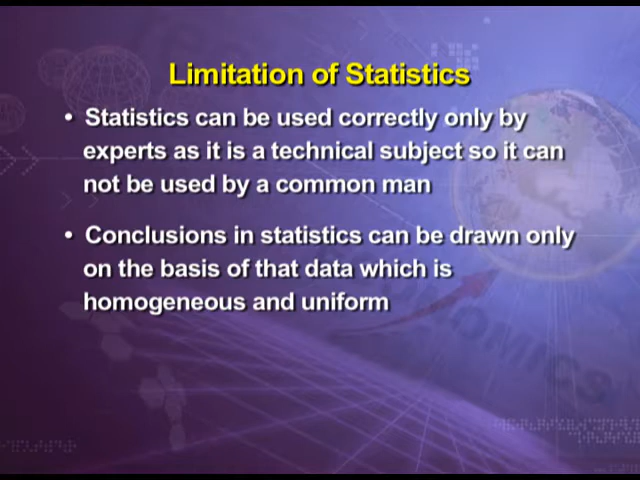 Limitation of Statistics
• Statistics can be used correctly only by
experts as it is a technical subject so it can
not be used by a common man
• Conclusions in statistics can be drawn only
on the basis of that data which is
homogeneous and uniform